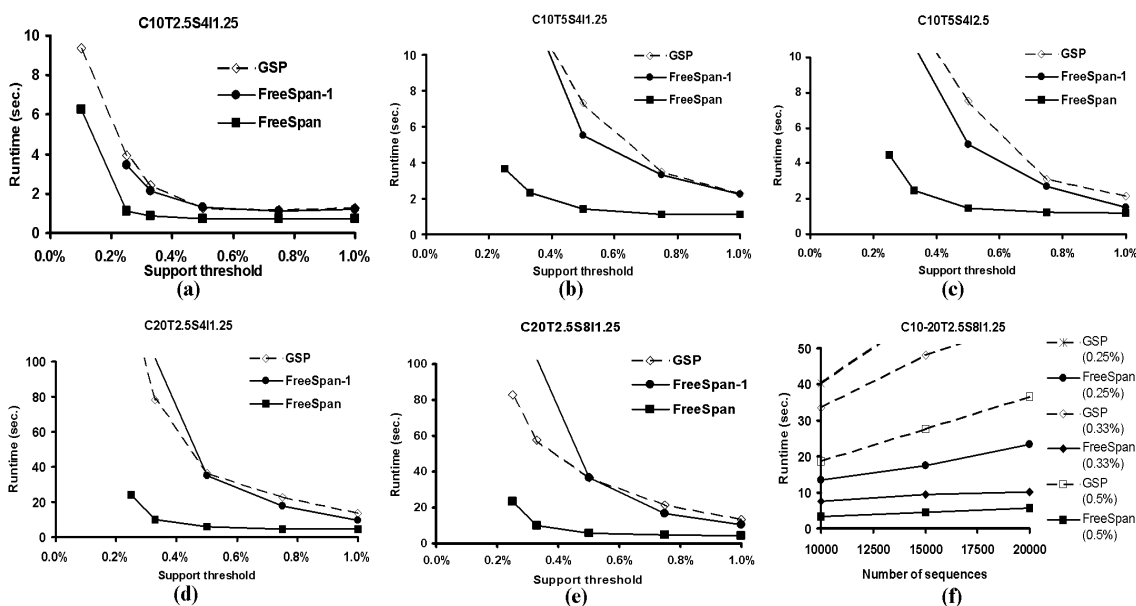 C10T2.5S4I1.25
10
8
6
4
2
0
Runtime (sec.)
GSP
FreeSpan-1
FreeSpan
0.0% 0.2% 0.4% 0.6% 0.8% 1.0%
Support threshold
(a)
C10T5S4I1.25
10
8
6
4
2
0
Runtime (sec.)
GSP
FreeSpan-1
FreeSpan
0.0% 0.2% 0.4% 0.6% 0.8% 1.0%
Support threshold
(b)
C10T5S4I2.5
10
8
6
4
2
0
Runtime (sec.)
GSP
FreeSpan-1
FreeSpan
0.0% 0.2% 0.4% 0.6% 0.8% 1.0%
Support threshold
(c)
C20T2.5S4I1.25
100
80
60
40
20
0
Runtime (sec.)
GSP
FreeSpan-1
FreeSpan
0.0% 0.2% 0.4% 0.6% 0.8% 1.0%
Support threshold
(d)
C20T2.5S8I1.25
100
80
60
40
20
0
Runtime (sec.)
GSP
FreeSpan-1
FreeSpan
0.0% 0.2% 0.4% 0.6% 0.8% 1.0%
Support threshold
(e)
C10-20T2.5S8I1.25
50
40
30
20
10
0
Runtime (sec.)
GSP
(0.25%)
FreeSpan
(0.25%)
GSP
(0.33%)
FreeSpan
(0.33%)
GSP
(0.5%)
FreeSpan
(0.5%)
10000 12500 15000 17500 20000
Number of sequences
(f)